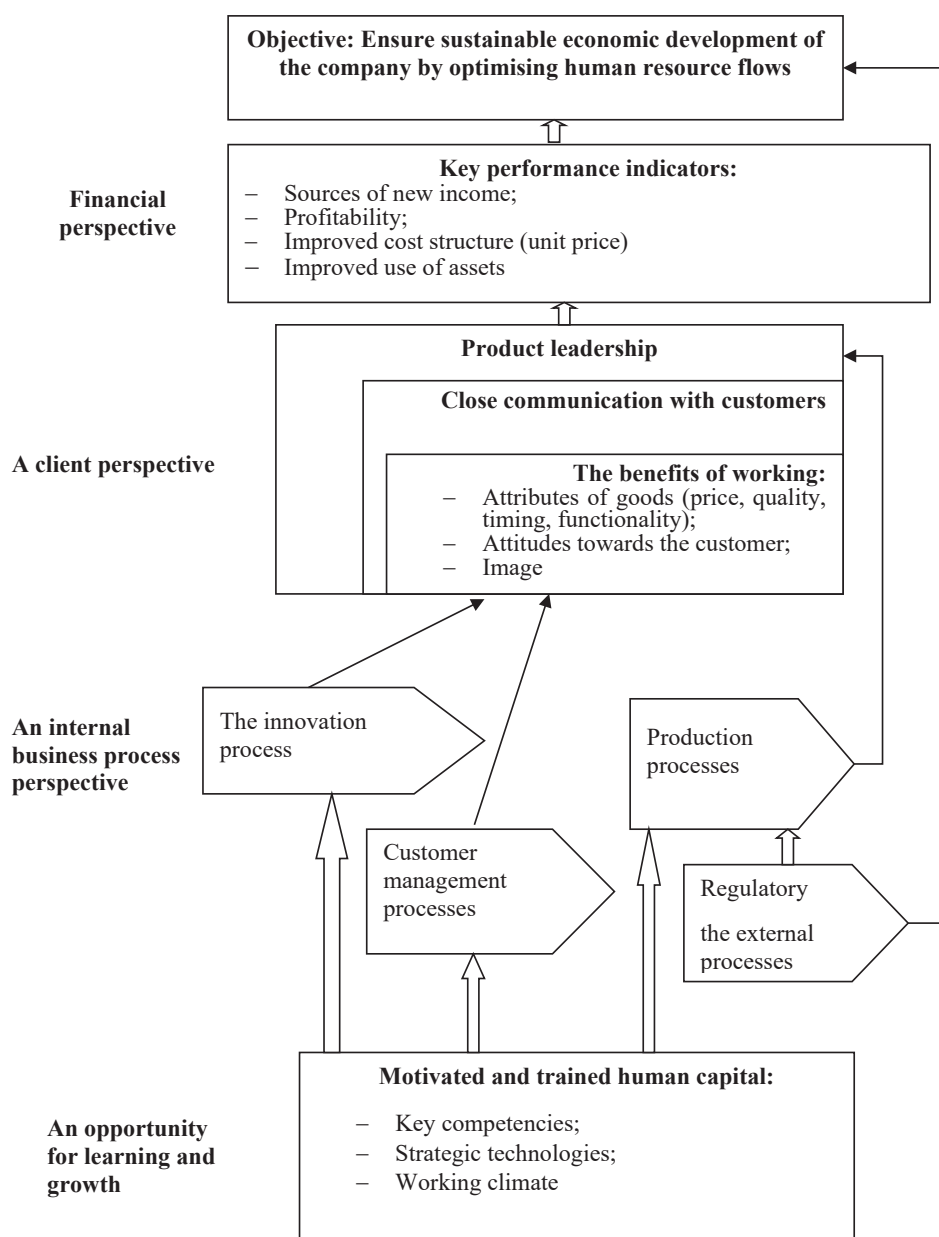 Objective: Ensure sustainable economic development of
the company by optimising human resource flows
Financial
perspective
Key performance indicators:
– Sources of new income;
– Profitability;
– Improved cost structure (unit price)
– Improved use of assets
A client perspective
Product leadership
Close communication with customers
The benefits of working:
– Attributes of goods (price, quality,
timing, functionality);
– Attitudes towards the customer;
– Image
An internal
business process
perspective
The innovation
process
Customer
management
processes
Production
processes
Regulatory
the external
processes
An opportunity
for learning and
growth
Motivated and trained human capital:
– Key competencies;
– Strategic technologies;
– Working climate